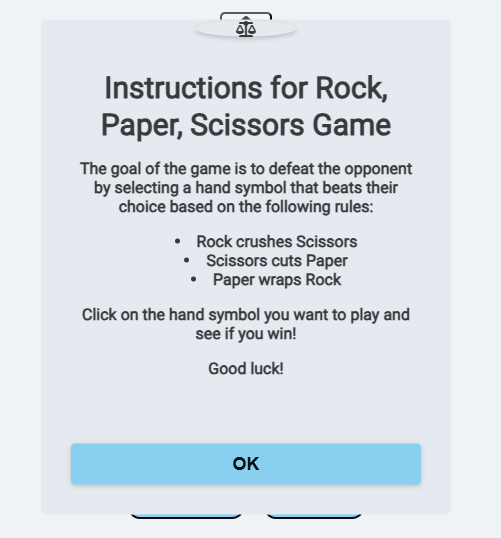 Instructions for Rock,
Paper, Scissors Game
The goal of the game is to defeat the opponent
by selecting a hand symbol that beats their
choice based on the following rules:
• Rock crushes Scissors
• Scissors cuts Paper
• Paper wraps Rock
Click on the hand symbol you want to play and
see if you win!
Good luck!
OK